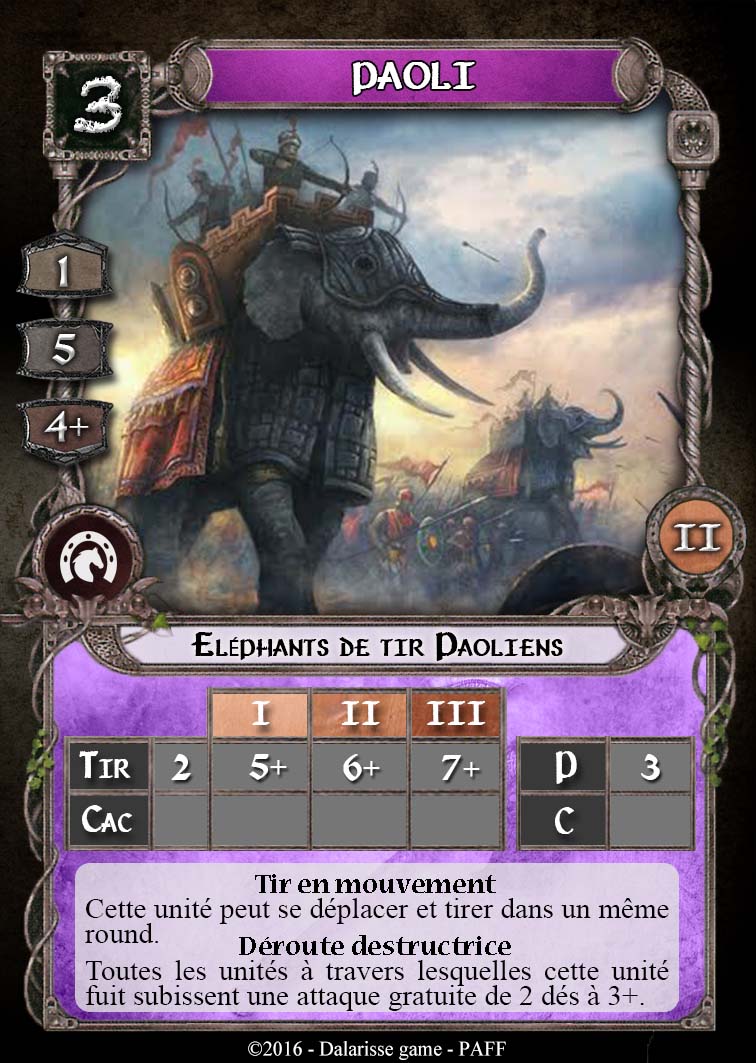 PAOLI
3
1
5
4+
II
Eléphants de tir Paoliens
I II III
Tir 2 5+ 6+ 7+ P 3
Cac C
Tir en mouvement
Cette unité peut se déplacer et tirer dans un même
round.
Déroute destructrice
Toutes les unités à travers lesquelles cette unité
fuit subissent une attaque gratuite de 2 dés à 3+.
©2016 - Dalarisse game - PAFF